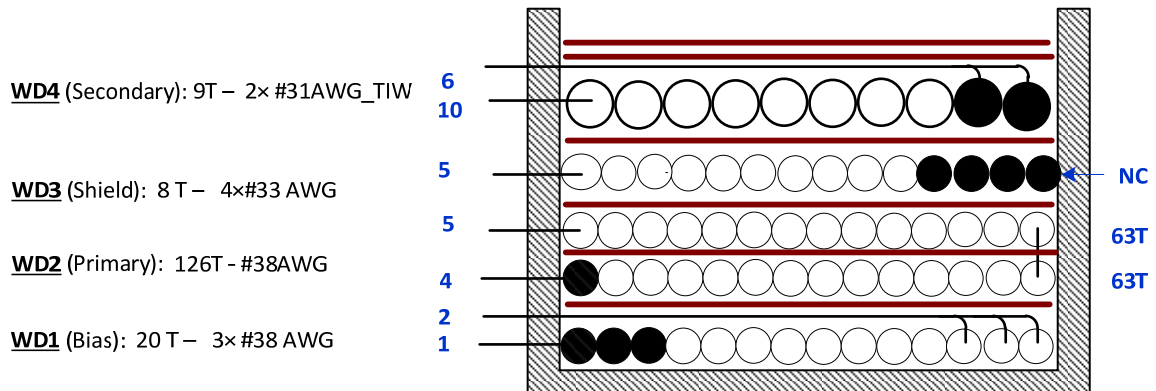 WD4 (Secondary): 9T – 2× #31AWG_TIW
6
10
WD3 (Shield): 8 T – 4×#33 AWG
5
NC
5
63T
WD2 (Primary): 126T - #38AWG
4
63T
2
WD1 (Bias): 20 T – 3× #38 AWG
1